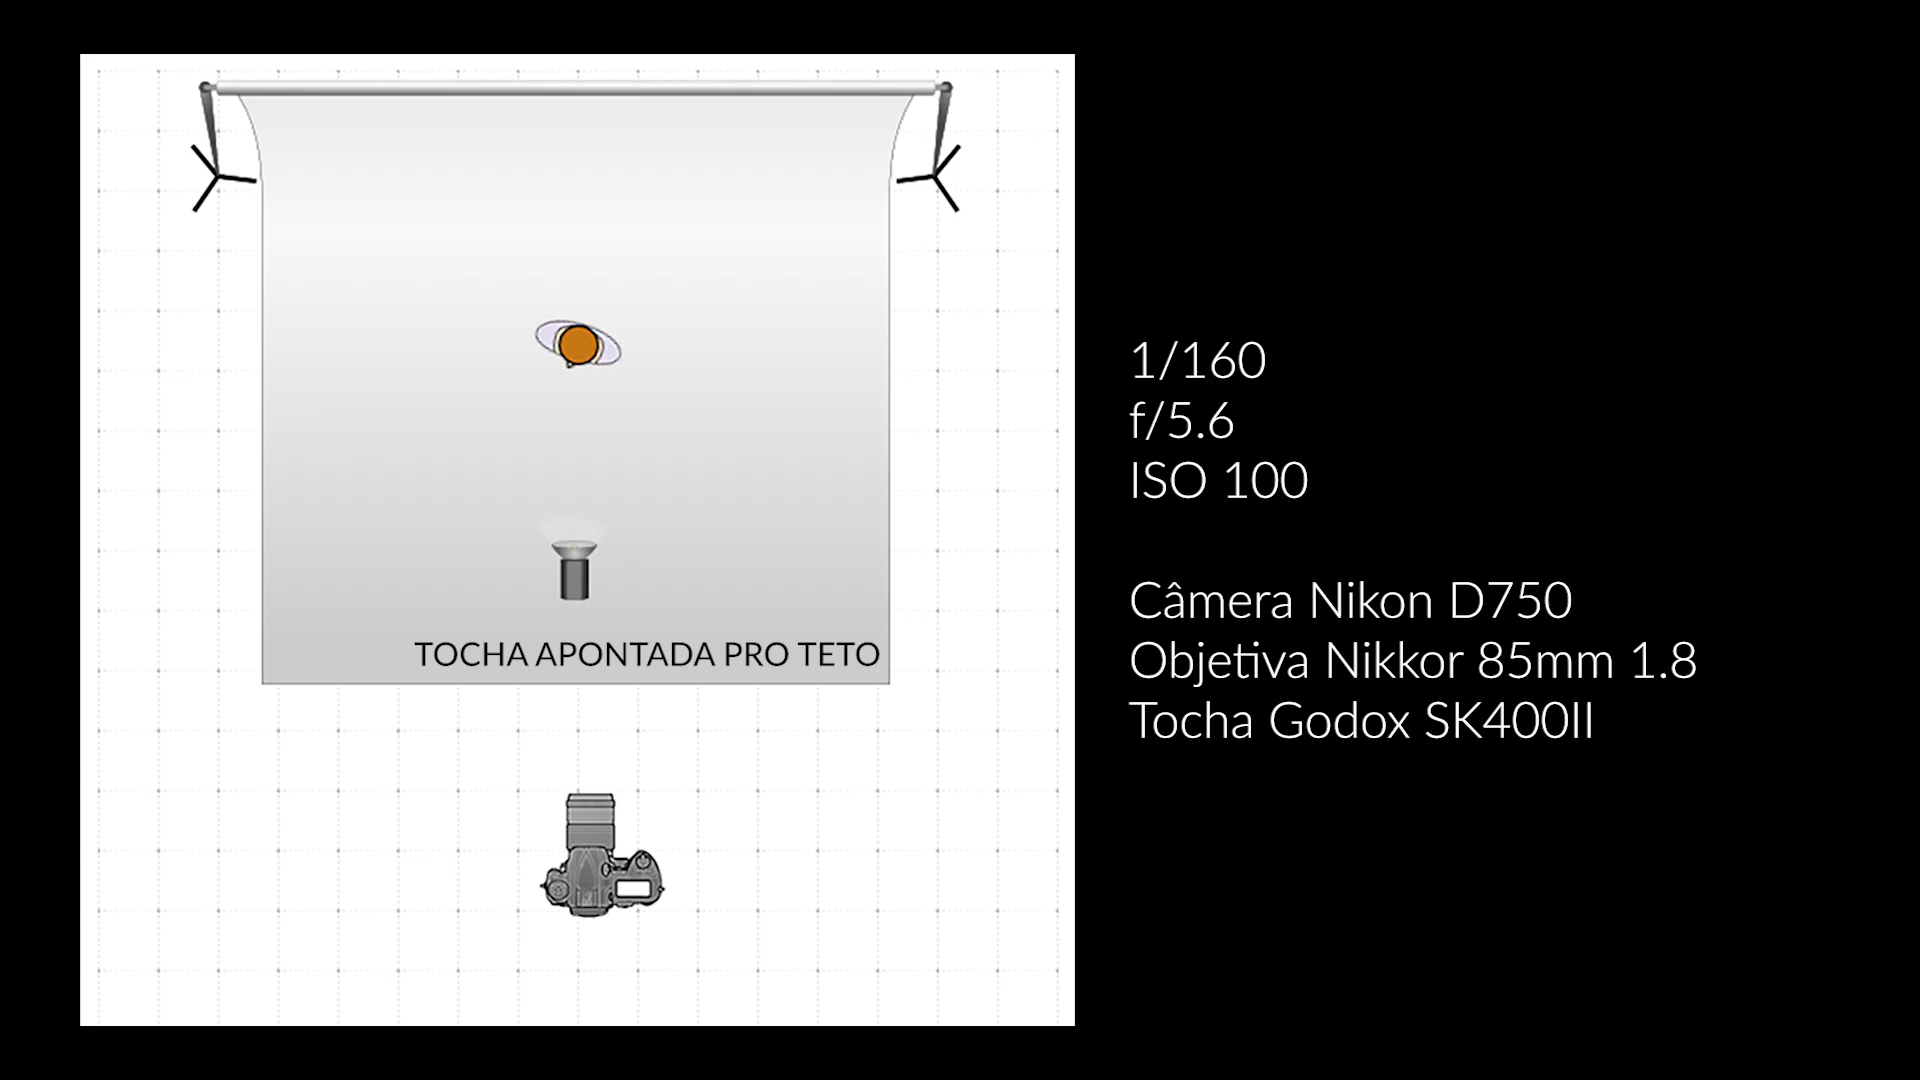 TOCHA APONTADA PRO TETO
1/160
f/5.6
ISO 100
Câmera Nikon D750
Objetiva Nikkor 85mm 1.8
Tocha Godox SK400II